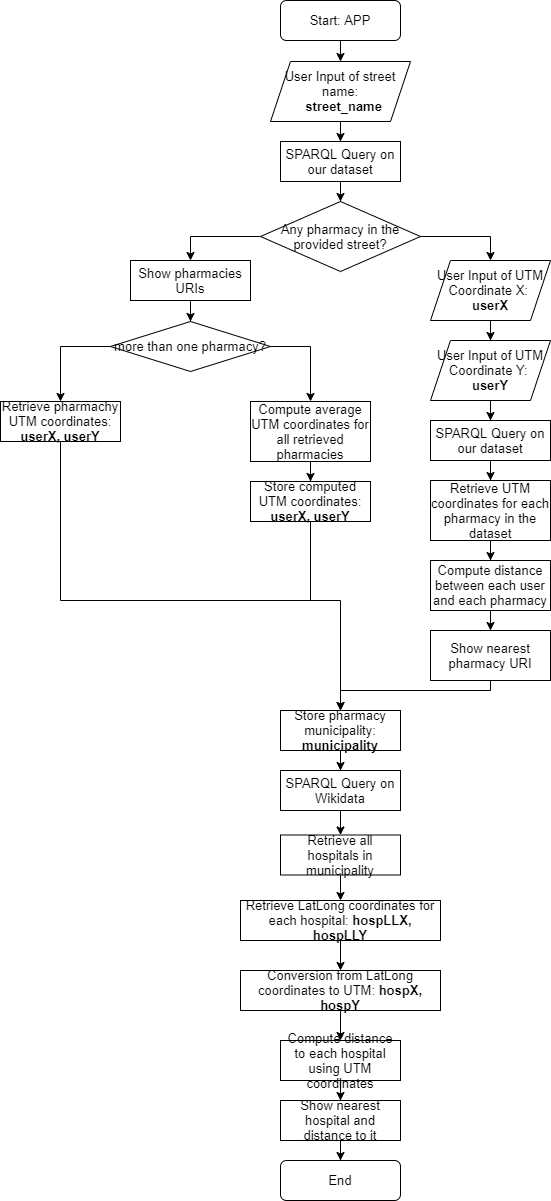 Start: APP
User Input of street
name:
street_name
SPARQL Query on
our dataset
Any pharmacy in the
provided street?
Show pharmacies
URIs
more than one pharmacy?
Retrieve pharmachy
UTM coordinates:
userX, userY
Compute average
UTM coordinates for
all retrieved
pharmacies
Store computed
UTM coordinates:
userX, userY
User Input of UTM
Coordinate X:
userX
User Input of UTM
Coordinate Y:
userY
SPARQL Query on
our dataset
Retrieve UTM
coordinates for each
pharmacy in the
dataset
Compute distance
between each user
and each pharmacy
Show nearest
pharmacy URI
Store pharmacy
municipality:
municipality
SPARQL Query on
Wikidata
Retrieve all
hospitals in
municipality
Retrieve LatLong coordinates for
each hospital: hospLLX,
hospLLY
Conversion from LatLong
coordinates to UTM: hospX,
hospY
Compute distance
to each hospital
using UTM
coordinates
Show nearest
hospital and
distance to it
End